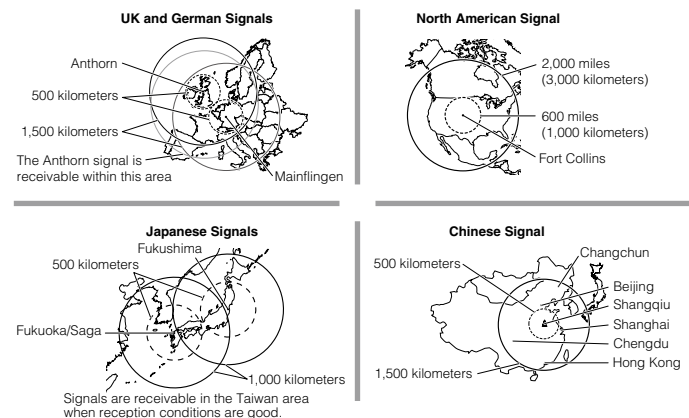 UK and German Signals
Anthorn
500 kilometers
1,500 kilometers
The Anthorn signal is
receivable within this area
Mainflingen
North American Signal
2,000 miles
(3,000 kilometers)
600 miles
(1,000 kilometers)
Fort Collins
Japanese Signals
Fukushima
500 kilometers
Fukuoka/Saga
1,000 kilometers
Signals are receivable in the Taiwan area
when reception conditions are good.
Chinese Signal
Changchun
500 kilometers
Beijing
Shangqiu
Shanghai
Chengdu
Hong Kong
1,500 kilometers